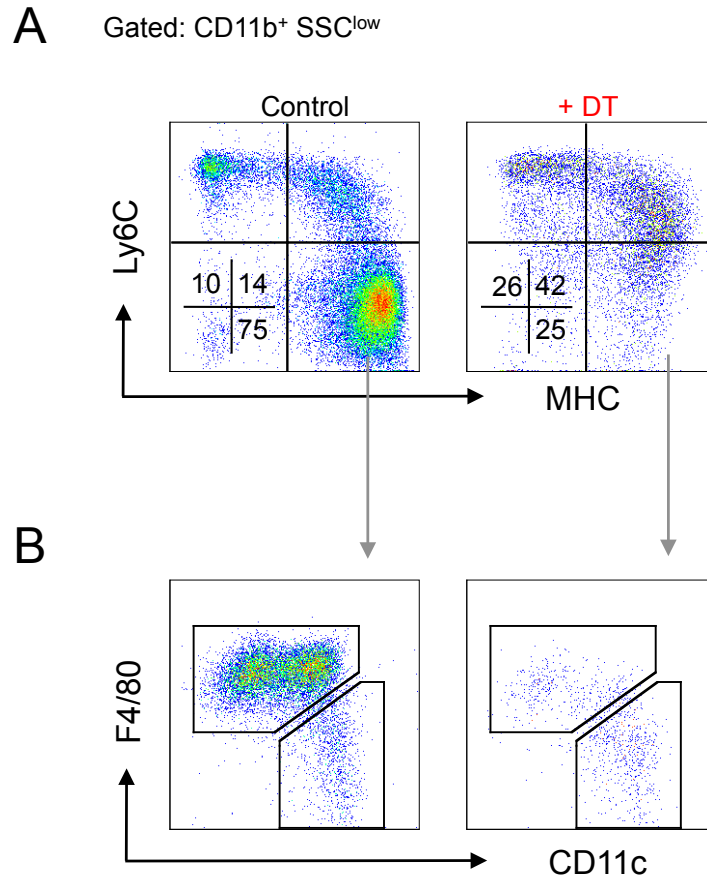 A
Gated: CD11b⁺ SSCˡᵒʷ
Control
+ DT
Ly6C
10 14
75
26 42
25
MHC
B
F4/80
CD11c